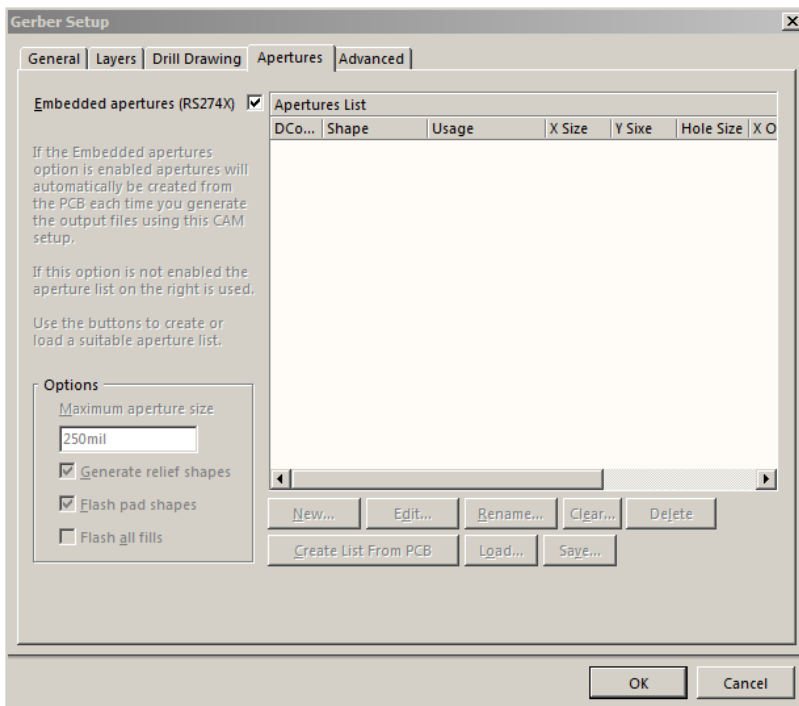 Gerber Setup
General Layers Drill Drawing Apertures Advanced
Embedded apertures (RS274X)
If the Embedded apertures
option is enabled apertures will
automatically be created from
the PCB each time you generate
the output files using this CAM
setup.
If this option is not enabled the
aperture list on the right is used.
Use the buttons to create or
load a suitable aperture list.
Options
Maximum aperture size
250mil
Generate relief shapes
Flash pad shapes
Flash all fills
Apertures List
DCo... Shape Usage X Size Y Sixe Hole Size X O
New... Edit... Rename... Clear... Delete
Create List From PCB Load... Save...
OK Cancel